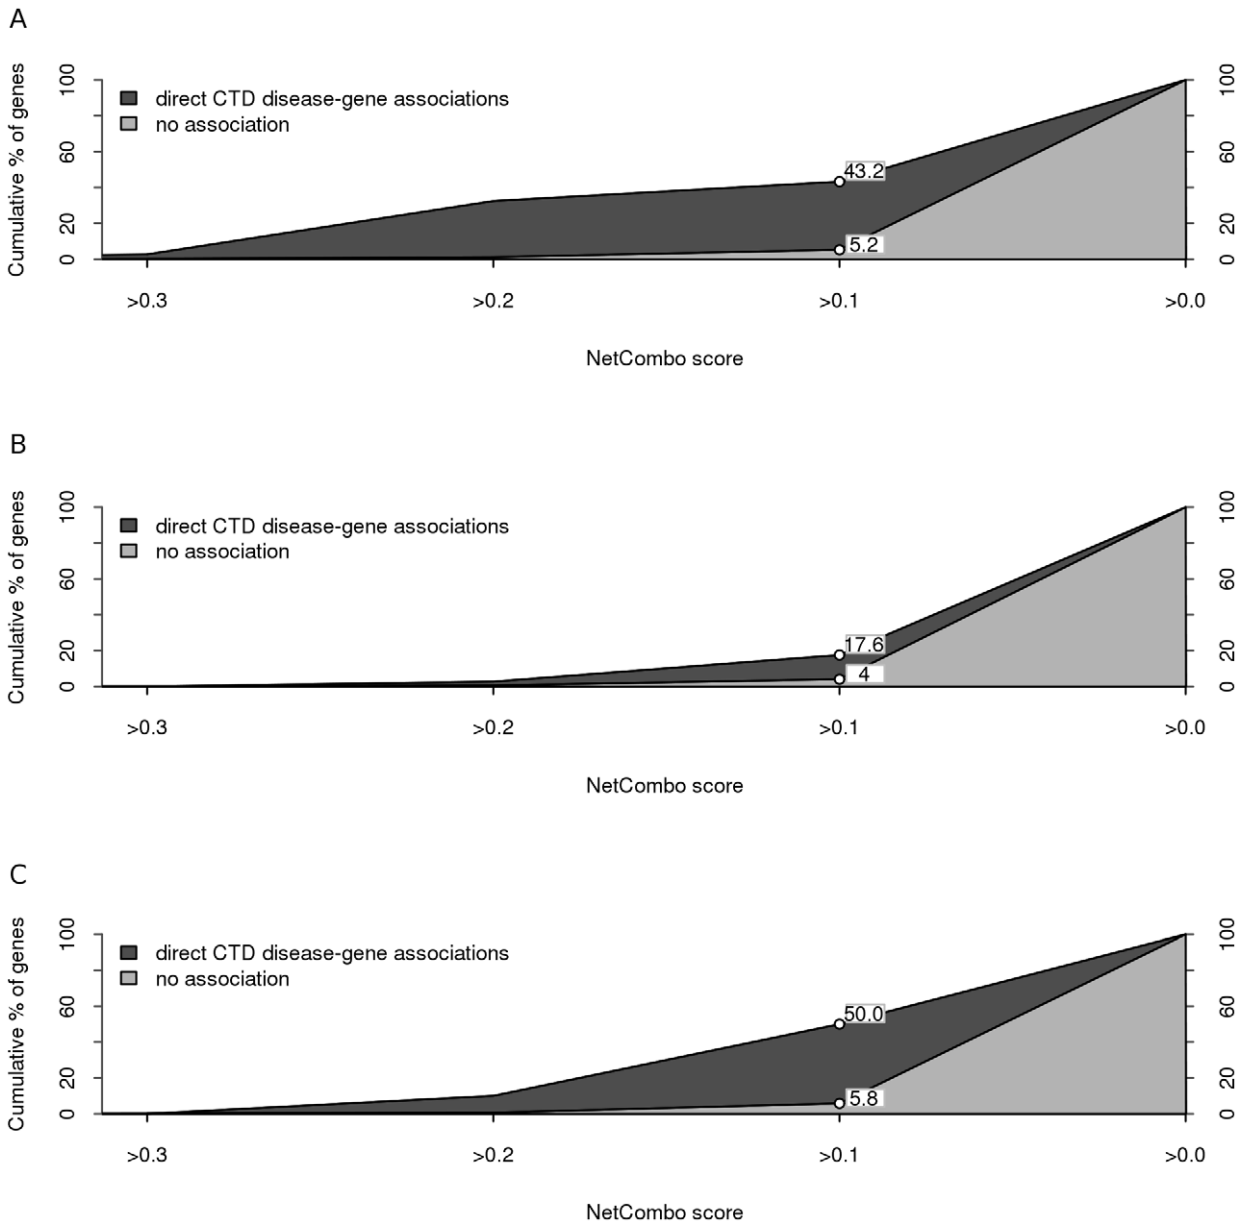 A
Cumulative % of genes
100
60
20
0
direct CTD disease-gene associations
no association
43.2
5.2
100
60
20
0
>0.3 >0.2 >0.1 >0.0
NetCombo score
B
Cumulative % of genes
100
60
20
0
direct CTD disease-gene associations
no association
17.6
4
100
60
20
0
>0.3 >0.2 >0.1 >0.0
NetCombo score
C
Cumulative % of genes
100
60
20
0
direct CTD disease-gene associations
no association
50.0
5.8
100
60
20
0
>0.3 >0.2 >0.1 >0.0
NetCombo score